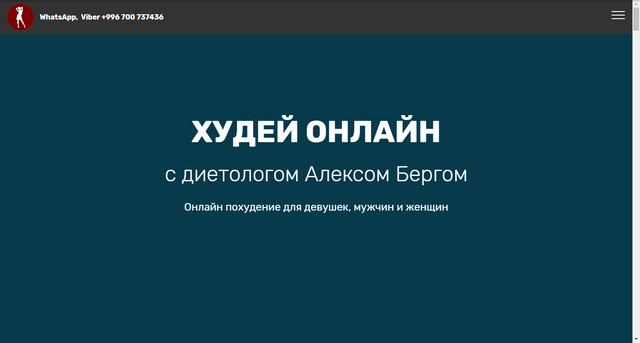 WhatsApp, Viber +996 700 737436
ХУДЕЙ ОНЛАЙН
с диетологом Алексом Бергом
Онлайн похудение для девушек, мужчин и женщин